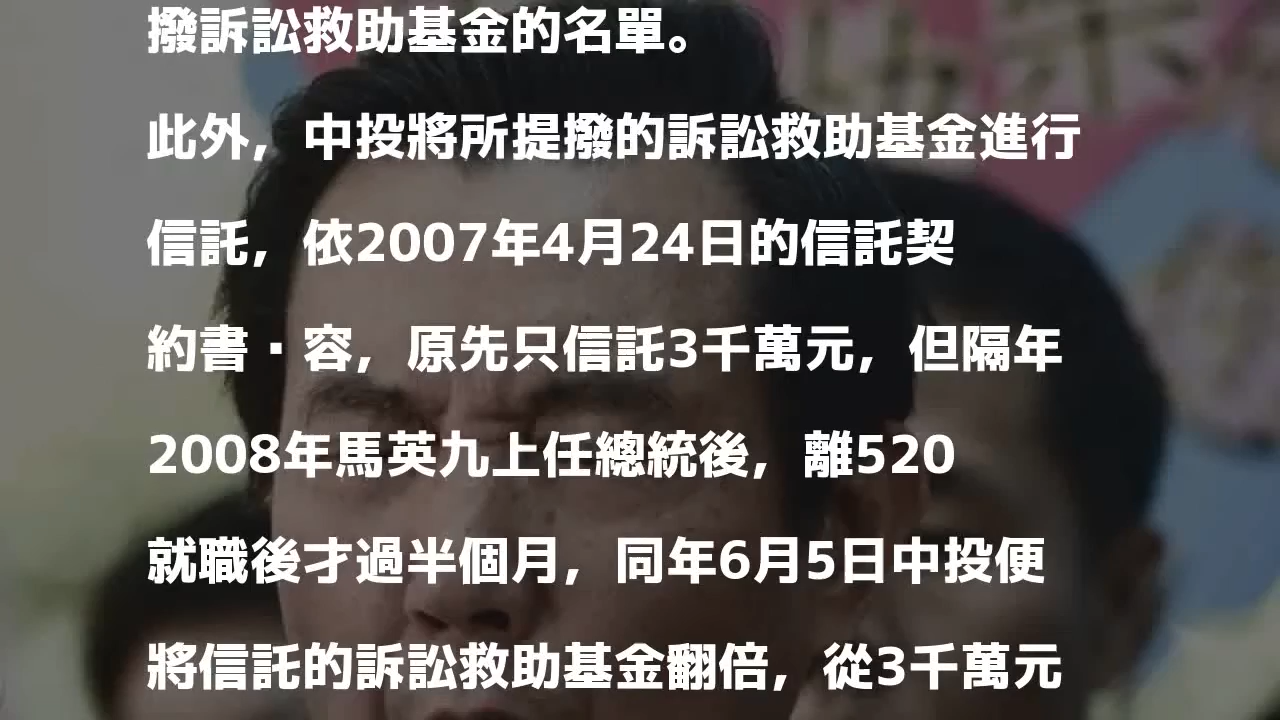 撥訴訟救助基金的名單。
此外，中投將所提撥的訴訟救助基金進行
信託，依2007年4月24日的信託契
約書▪容，原先只信託3千萬元，但隔年
2008年馬英九上任總統後，離520
就職後才過半個月，同年6月5日中投便
將信託的訴訟救助基金翻倍，從3千萬元